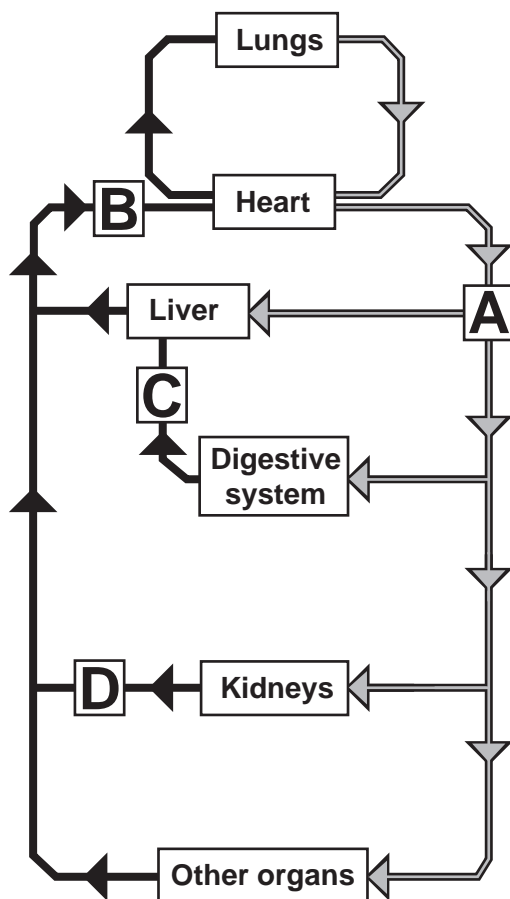 Lungs
B
Heart
A
Liver
C
Digestive
system
D
Kidneys
Other organs